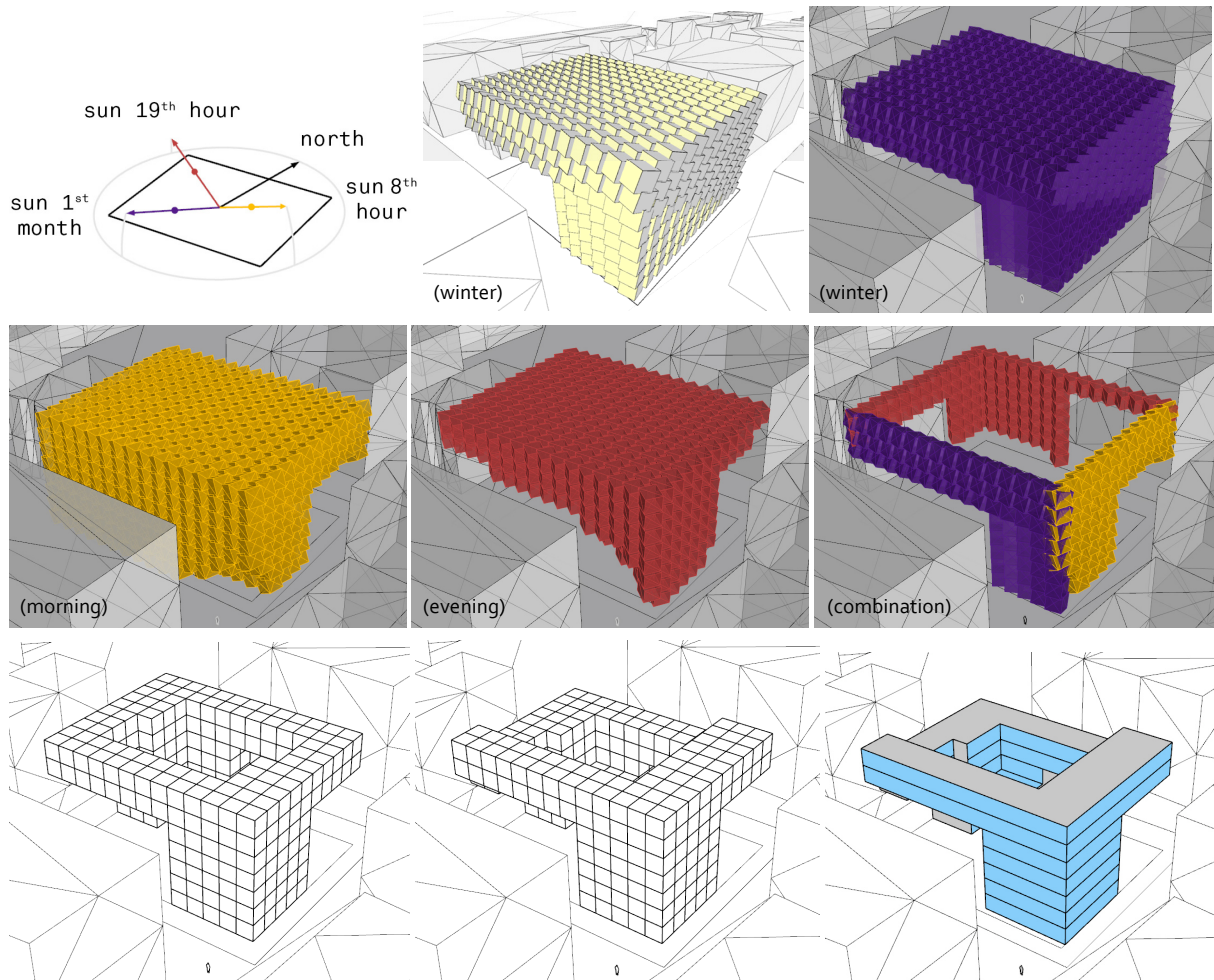 sun 19th hour
north
sun 1st
month
sun 8th
hour
(winter)
(winter)
(morning)
(evening)
(combination)